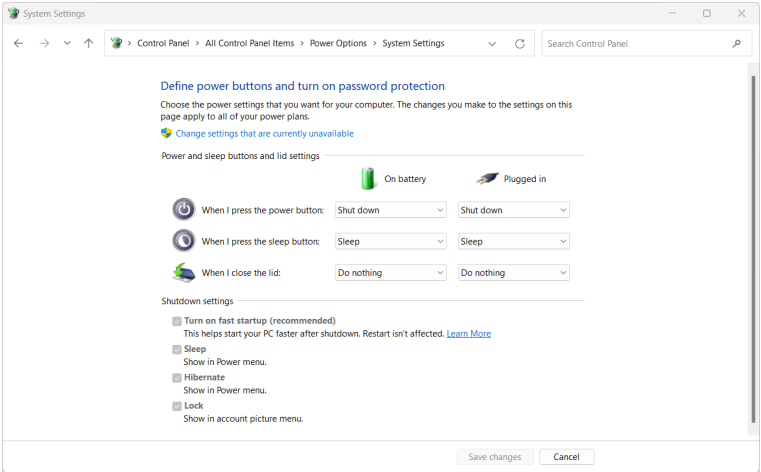 System Settings
Control Panel > All Control Panel Items > Power Options > System Settings
Search Control Panel
Define power buttons and turn on password protection
Choose the power settings that you want for your computer. The changes you make to the settings on this
page apply to all of your power plans.
Change settings that are currently unavailable
Power and sleep buttons and lid settings
On battery Plugged in
When I press the power button: Shut down Shut down
When I press the sleep button: Sleep Sleep
When I close the lid: Do nothing Do nothing
Shutdown settings
Turn on fast startup (recommended)
This helps start your PC faster after shutdown. Restart isn't affected. Learn More
Sleep
Show in Power menu.
Hibernate
Show in Power menu.
Lock
Show in account picture menu.
Save changes Cancel